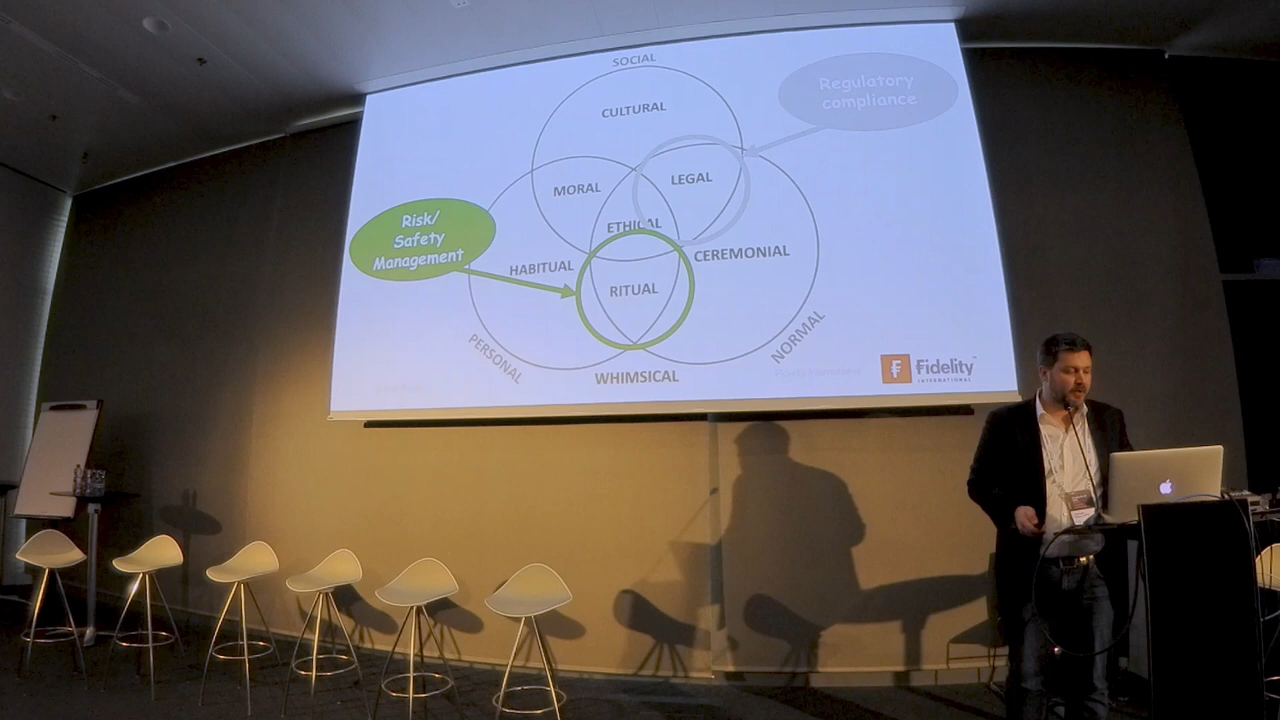 SOCIAL
CULTURAL
Regulatory
compliance
MORAL
LEGAL
Risk/
Safety
Management
ETHICAL
HABITUAL
CEREMONIAL
RITUAL
PERSONAL
WHIMSICAL
NORMAL
Fidelity
INTERNATIONAL